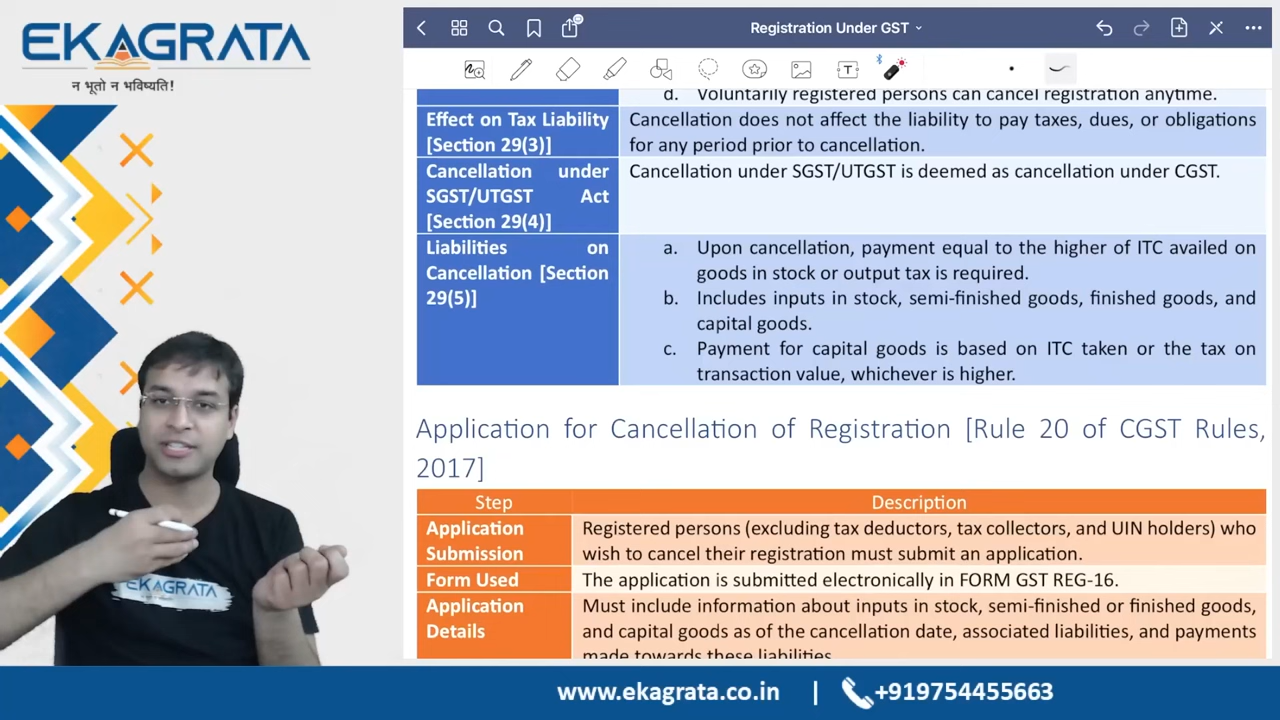 EKAGRATA
न भूतो न भविष्यति!
Registration Under GST
T
d. Voluntarily registered persons can cancel registration anytime.
Effect on Tax Liability
[Section 29(3)]
Cancellation does not affect the liability to pay taxes, dues, or obligations
for any period prior to cancellation.
Cancellation under
SGST/UTGST Act
[Section 29(4)]
Cancellation under SGST/UTGST is deemed as cancellation under CGST.
Liabilities on
Cancellation [Section
29(5)]
a. Upon cancellation, payment equal to the higher of ITC availed on
goods in stock or output tax is required.
b. Includes inputs in stock, semi-finished goods, finished goods, and
capital goods.
c. Payment for capital goods is based on ITC taken or the tax on
transaction value, whichever is higher.
Application for Cancellation of Registration [Rule 20 of CGST Rules,
2017]
Step
Description
Application
Submission
Registered persons (excluding tax deductors, tax collectors, and UIN holders) who
wish to cancel their registration must submit an application.
Form Used
The application is submitted electronically in FORM GST REG-16.
Application
Details
Must include information about inputs in stock, semi-finished or finished goods,
and capital goods as of the cancellation date, associated liabilities, and payments
made towards these liabilities.
EKAGRATA
www.ekagrata.co.in | +919754455663